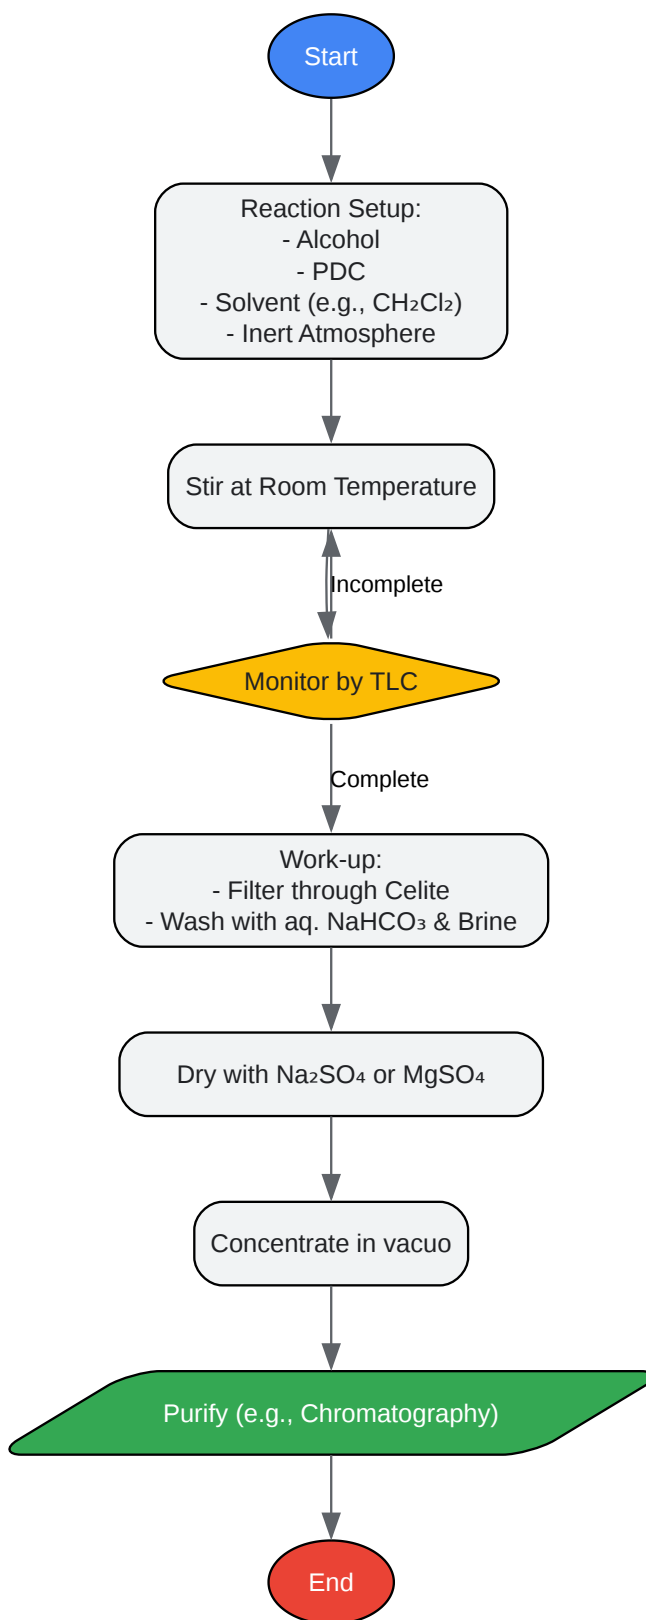 Start
Reaction Setup:
- Alcohol
- PDC
- Solvent (e.g., CH₂Cl₂)
- Inert Atmosphere
Stir at Room Temperature
Incomplete
Monitor by TLC
Complete
Work-up:
- Filter through Celite
- Wash with aq. NaHCO₃ & Brine
Dry with Na₂SO₄ or MgSO₄
Concentrate in vacuo
Purify (e.g., Chromatography)
End